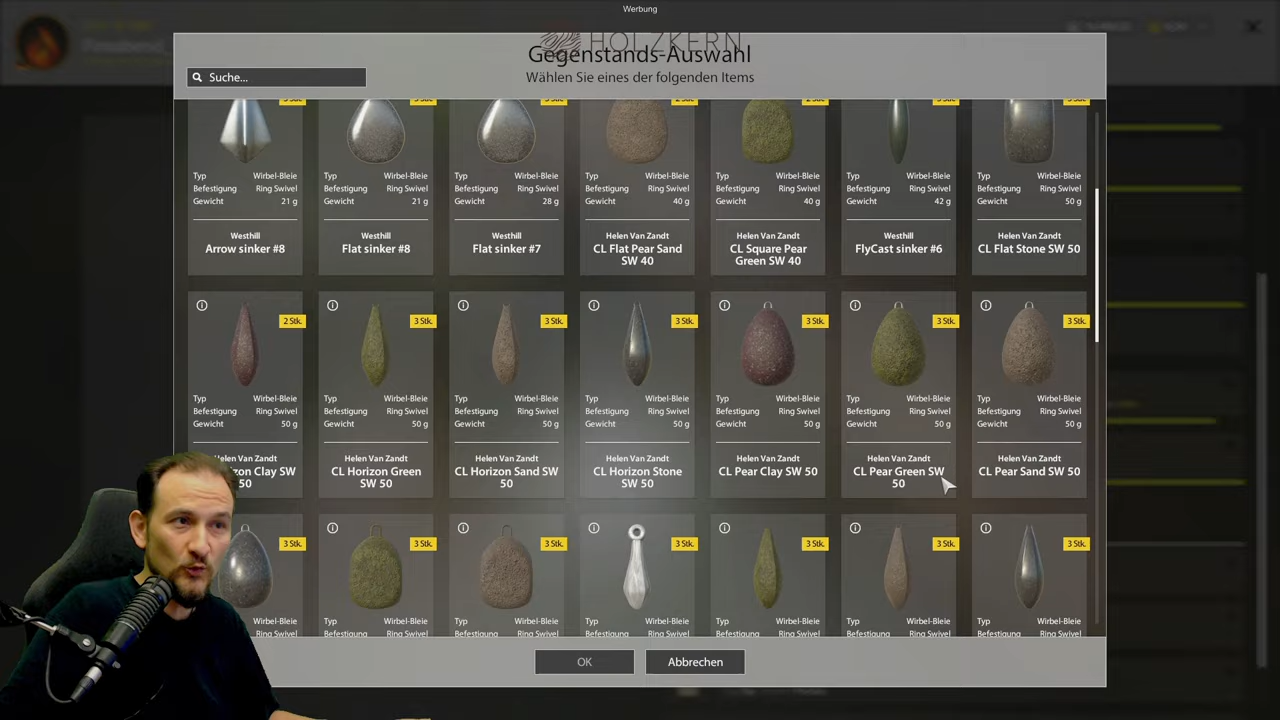 Werbung
HOLZKERN
Gegenstands-Auswahl
Suche...
Wählen Sie eines der folgenden Items
Typ Wirbel-Bleie
Befestigung Ring Swivel
Gewicht 21 g
Westhill
Arrow sinker #8
Typ Wirbel-Bleie
Befestigung Ring Swivel
Gewicht 21 g
Westhill
Flat sinker #8
Typ Wirbel-Bleie
Befestigung Ring Swivel
Gewicht 28 g
Westhill
Flat sinker #7
Typ Wirbel-Bleie
Befestigung Ring Swivel
Gewicht 40 g
Helen Van Zandt
CL Flat Pear Sand
SW 40
Typ Wirbel-Bleie
Befestigung Ring Swivel
Gewicht 40 g
Helen Van Zandt
CL Square Pear
Green SW 40
Typ Wirbel-Bleie
Befestigung Ring Swivel
Gewicht 42 g
Westhill
FlyCast sinker #6
Typ Wirbel-Bleie
Befestigung Ring Swivel
Gewicht 50 g
Helen Van Zandt
CL Flat Stone SW 50
2 Stk.
Typ Wirbel-Bleie
Befestigung Ring Swivel
Gewicht 50 g
Helen Van Zandt
Clay SW
50
3 Stk.
Typ Wirbel-Bleie
Befestigung Ring Swivel
Gewicht 50 g
Helen Van Zandt
CL Horizon Green
SW 50
3 Stk.
Typ Wirbel-Bleie
Befestigung Ring Swivel
Gewicht 50 g
Helen Van Zandt
CL Horizon Sand SW
50
3 Stk.
Typ Wirbel-Bleie
Befestigung Ring Swivel
Gewicht 50 g
Helen Van Zandt
CL Horizon Stone
SW 50
3 Stk.
Typ Wirbel-Bleie
Befestigung Ring Swivel
Gewicht 50 g
Helen Van Zandt
CL Pear Clay SW 50
3 Stk.
Typ Wirbel-Bleie
Befestigung Ring Swivel
Gewicht 50 g
Helen Van Zandt
CL Pear Green SW
50
3 Stk.
Typ Wirbel-Bleie
Befestigung Ring Swivel
Gewicht 50 g
Helen Van Zandt
CL Pear Sand SW 50
3 Stk.
Wirbel-Bleie
Ring Swivel
3 Stk.
Typ Wirbel-Bleie
Befestigung Ring Swivel
3 Stk.
Typ Wirbel-Bleie
Befestigung Ring Swivel
3 Stk.
Typ Wirbel-Bleie
Befestigung Ring Swivel
3 Stk.
Typ Wirbel-Bleie
Befestigung Ring Swivel
3 Stk.
Typ Wirbel-Bleie
Befestigung Ring Swivel
3 Stk.
Typ Wirbel-Bleie
Befestigung Ring Swivel
OK
Abbrechen